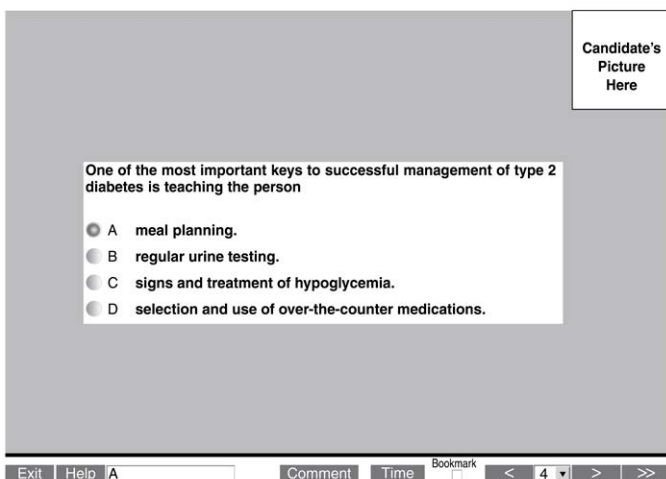 Candidate's
Picture
Here
One of the most important keys to successful management of type 2
diabetes is teaching the person
A meal planning.
B regular urine testing.
C signs and treatment of hypoglycemia.
D selection and use of over-the-counter medications.
Exit Help A Comment Time Bookmark < 4 > >>